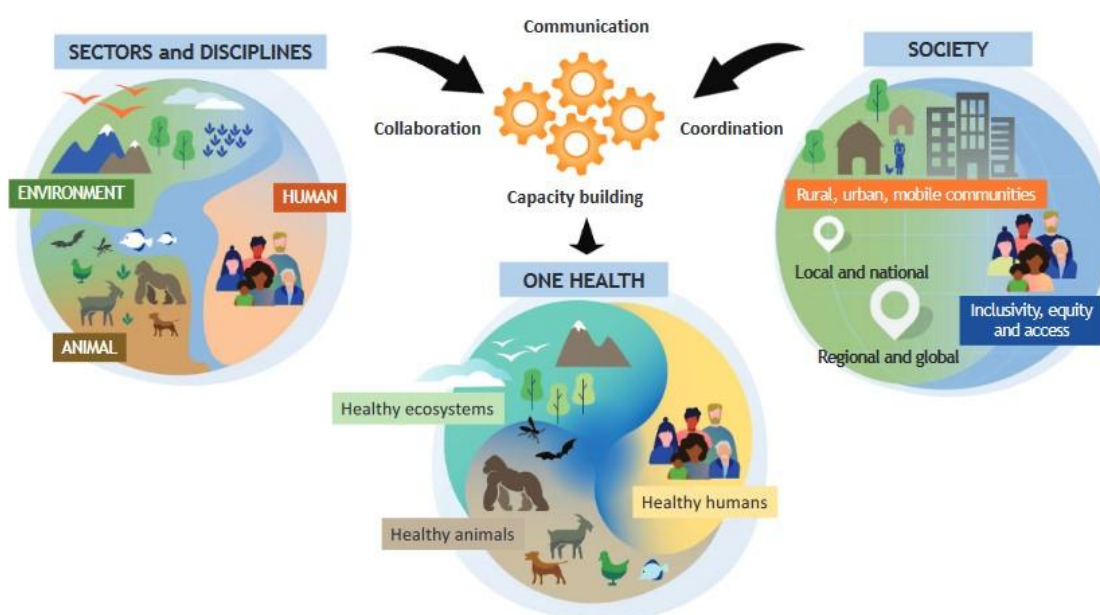 SECTORS and DISCIPLINES
ENVIRONMENT
HUMAN
ANIMAL
Communication
Collaboration
Coordination
Capacity building
SOCIETY
Rural, urban, mobile communities
Local and national
Inclusivity, equity
and access
Regional and global
ONE HEALTH
Healthy ecosystems
Healthy humans
Healthy animals